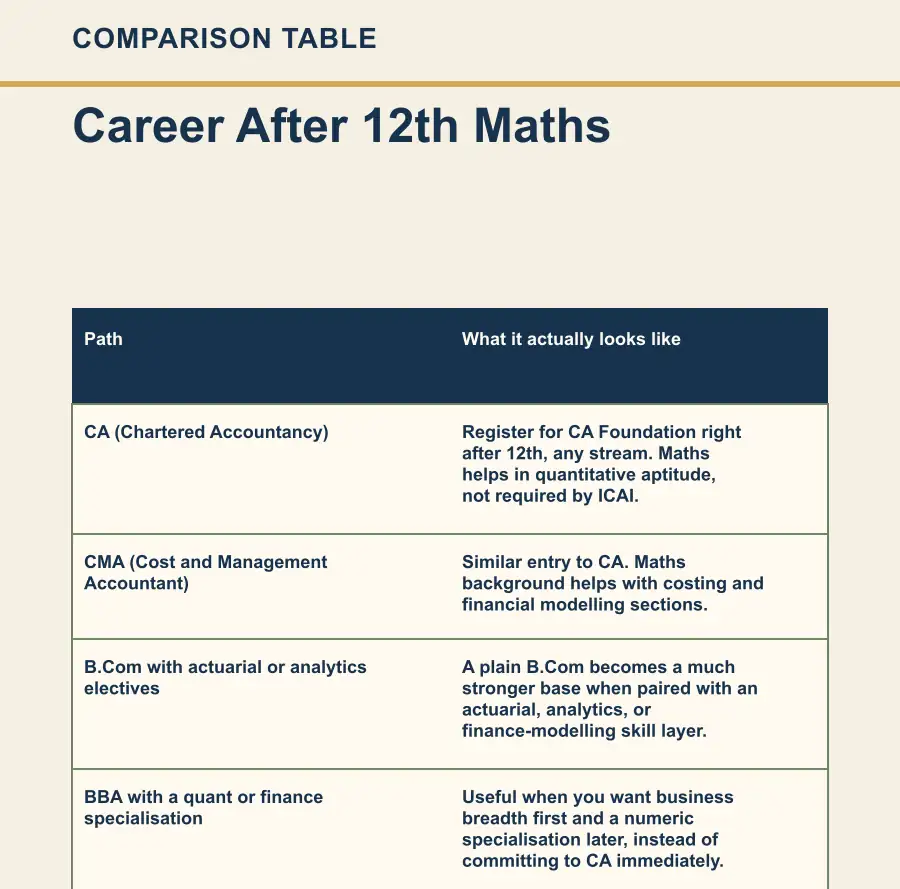 COMPARISON TABLE
Career After 12th Maths
Path
What it actually looks like
CA (Chartered Accountancy)
Register for CA Foundation right
after 12th, any stream. Maths
helps in quantitative aptitude,
not required by ICAI.
CMA (Cost and Management
Accountant)
Similar entry to CA. Maths
background helps with costing and
financial modelling sections.
B.Com with actuarial or analytics
electives
A plain B.Com becomes a much
stronger base when paired with an
actuarial, analytics, or
finance-modelling skill layer.
BBA with a quant or finance
specialisation
Useful when you want business
breadth first and a numeric
specialisation later, instead of
committing to CA immediately.